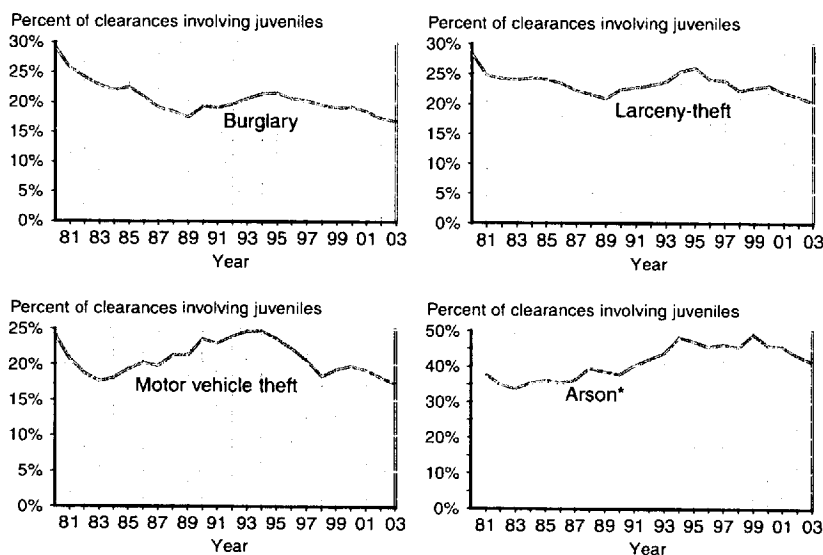 Percent of clearances involving juveniles
30%
25%
20%
15%
10%
5%
0%
Burglary
81 83 85 87 89 91 93 95 97 99 01 03
Year
Percent of clearances involving juveniles
30%
25%
20%
15%
10%
5%
0%
Larceny-theft
81 83 85 87 89 91 93 95 97 99 01 03
Year
Percent of clearances involving juveniles
25%
20%
15%
10%
5%
0%
Motor vehicle theft
81 83 85 87 89 91 93 95 97 99 01 03
Year
Percent of clearances involving juveniles
50%
40%
30%
20%
10%
0%
Arson*
81 83 85 87 89 91 93 95 97 99 01 03
Year